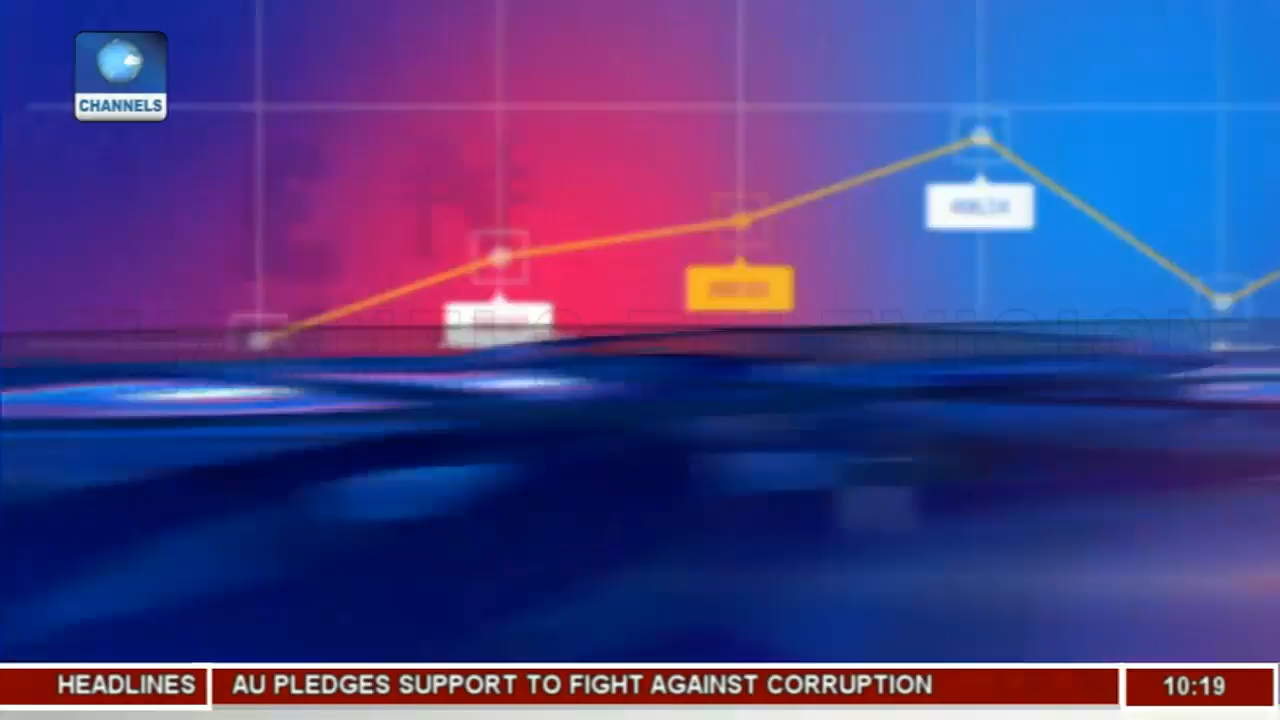 CHANNELS
HEADLINES
AU PLEDGES SUPPORT TO FIGHT AGAINST CORRUPTION
10:19